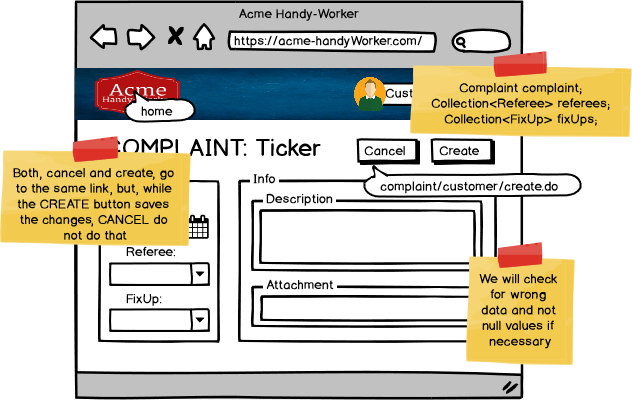 Acme Handy-Worker
https://acme-handyWorker.com/
Acme
home
Complaint complaint;
Collection<Referee> referees;
Collection<FixUp> fixUps;
COMPLAINT: Ticker
Cancel
Create
complaint/customer/create.do
Both, cancel and create, go
to the same link, but, while
the CREATE button saves
the changes, CANCEL do
not do that
Referee:
FixUp:
Info
Description
Attachment
We will check
for wrong
data and not
null values if
necessary